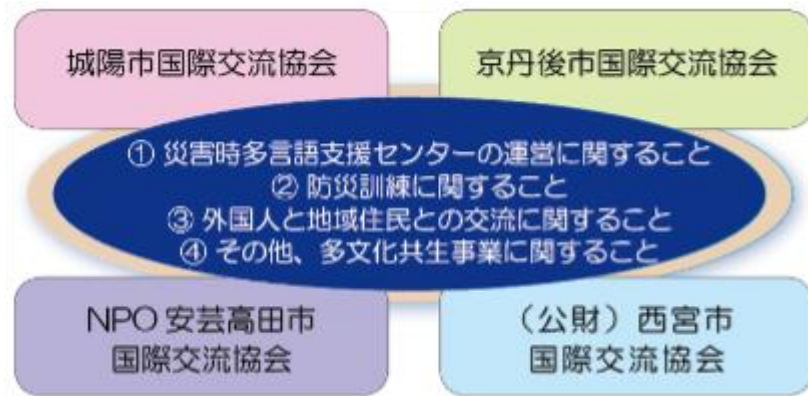 城陽市国際交流協会
京丹後市国際交流協会
① 災害時多言語支援センターの運営に関すること
② 防災訓練に関すること
③ 外国人と地域住民との交流に関すること
④ その他、多文化共生事業に関すること
NPO 安芸高田市
国際交流協会
（公財）西宮市
国際交流協会